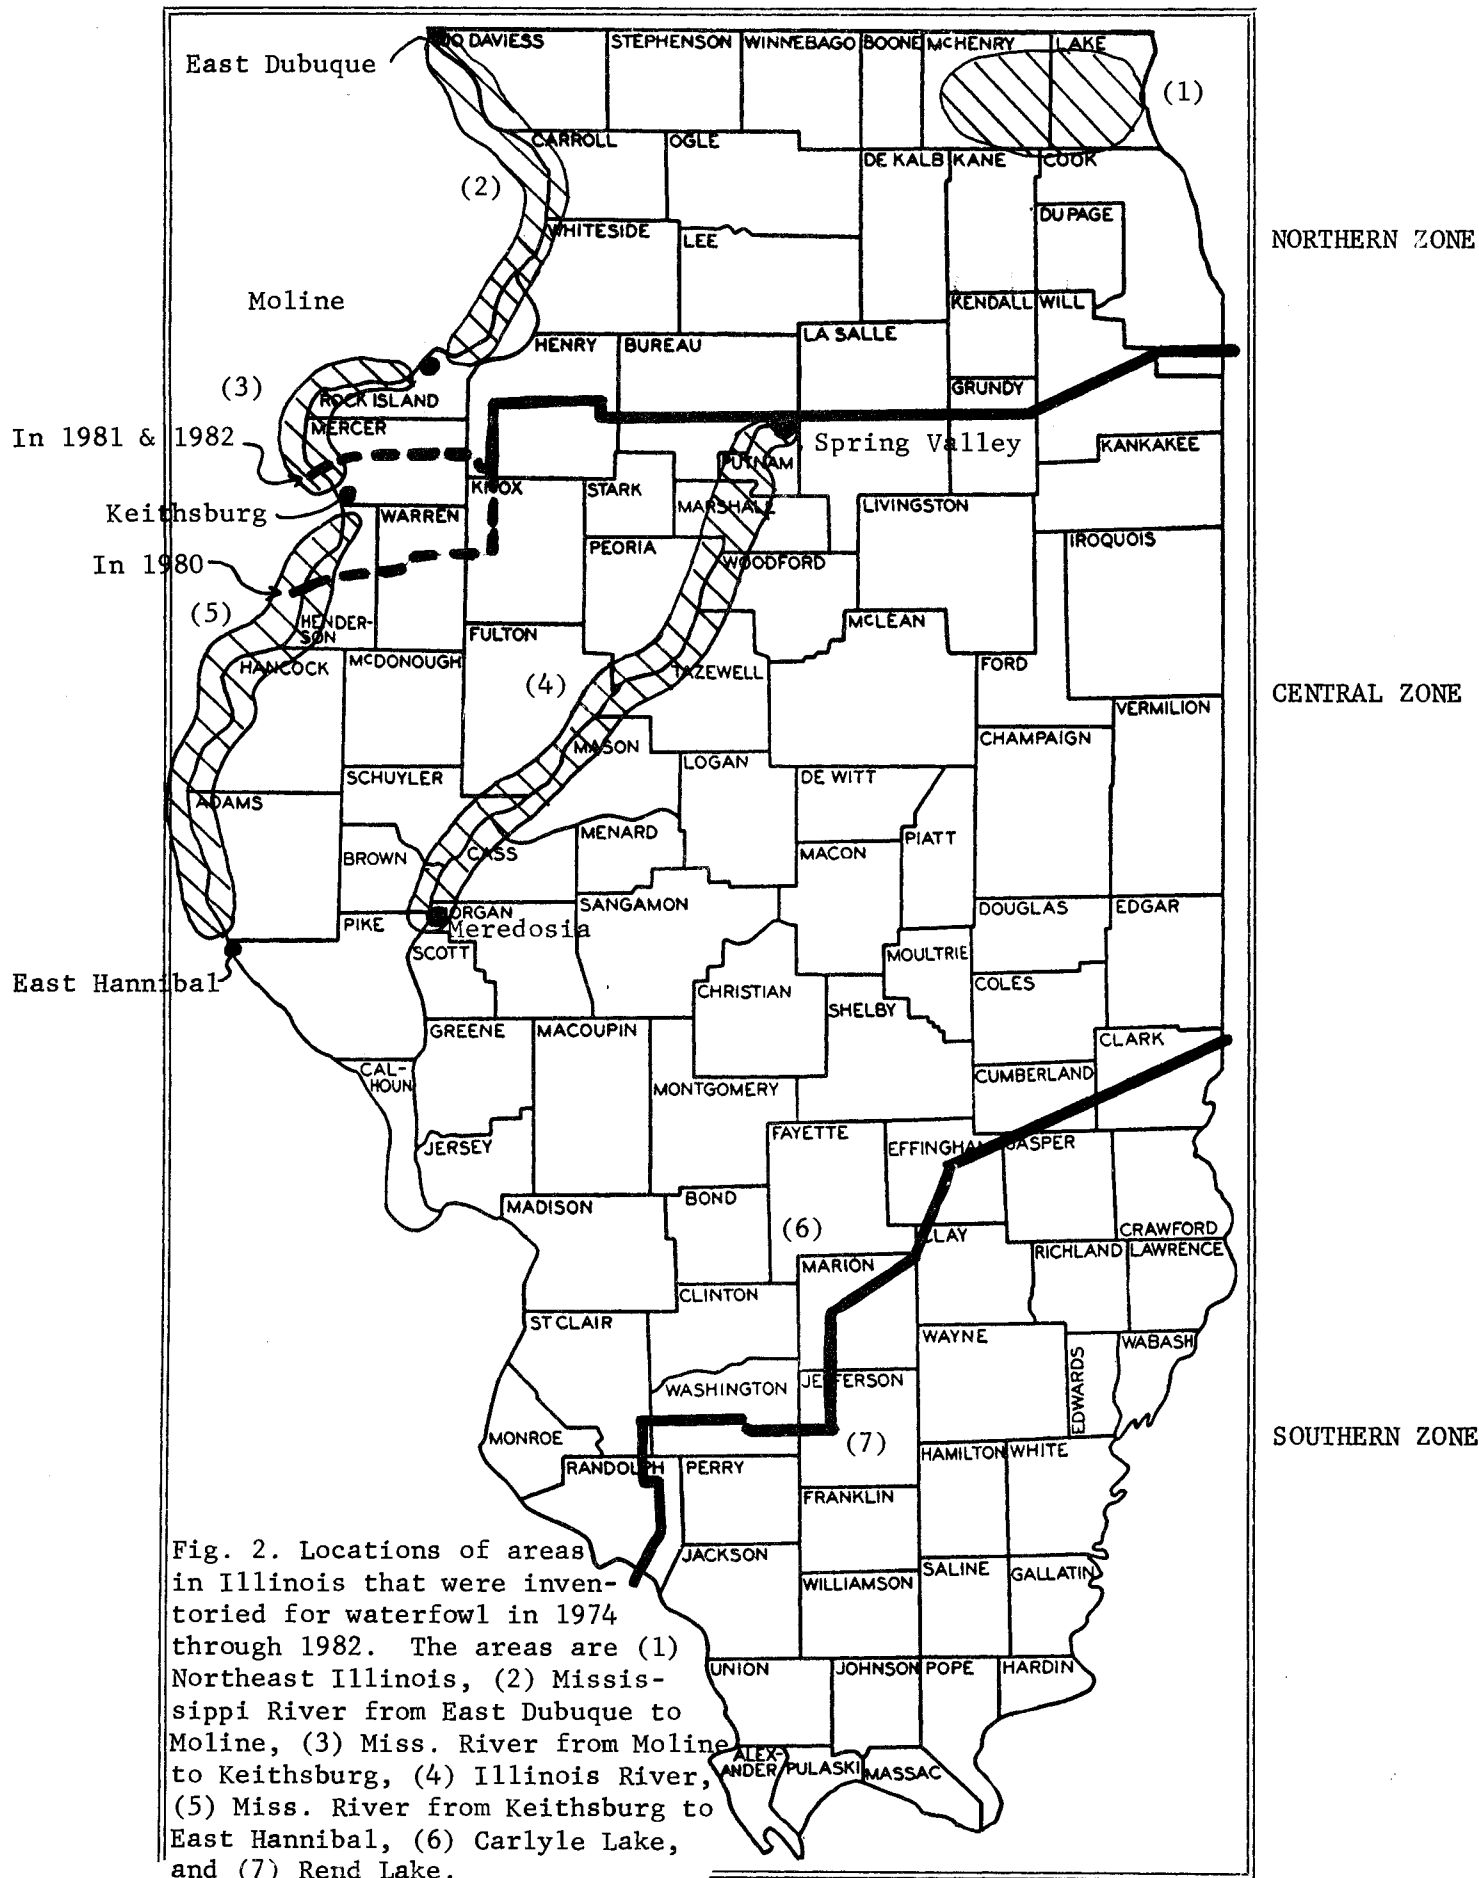 East Dubuque
JO DAVIESS
STEPHENSON
WINNEBAGO
BOONE
McHENRY
LAKE
(1)
CARROLL
OGLE
DE KALB
KANE
COOK
(2)
DU PAGE
WHITESIDE
LEE
NORTHERN ZONE
Moline
KENDALL
WILL
HENRY
BUREAU
LA SALLE
(3)
ROCK ISLAND
GRUNDY
MERCER
In 1981 & 1982
Spring Valley
KANKAKEE
PUTNAM
KNOX
STARK
MARSHALL
LIVINGSTON
Keithsburg
WARREN
IROQUOIS
PEORIA
WOODFORD
In 1980
(5)
HENDER-
SON
FULTON
McLEAN
HANCOCK
McDONOUGH
(4)
TAZEWELL
FORD
CENTRAL ZONE
VERMILION
MASON
CHAMPAIGN
LOGAN
SCHUYLER
DE WITT
ADAMS
MENARD
PIATT
BROWN
CASS
MACON
PIKE
MORGAN
SANGAMON
DOUGLAS
EDGAR
Meredosia
SCOTT
MOULTRIE
East Hannibal
CHRISTIAN
COLES
SHELBY
GREENE
MACOUPIN
CLARK
CAL-
HOUN
MONTGOMERY
CUMBERLAND
JERSEY
FAYETTE
EFFINGHAM
JASPER
MADISON
BOND
(6)
CLAY
CRAWFORD
MARION
RICHLAND
LAWRENCE
CLINTON
ST CLAIR
WAYNE
WABASH
EDWARDS
WASHINGTON
JEFFERSON
MONROE
(7)
SOUTHERN ZONE
HAMILTON
WHITE
RANDOLPH
PERRY
FRANKLIN
JACKSON
WILLIAMSON
SALINE
GALLATIN
UNION
JOHNSON
POPE
HARDIN
ALEX-
ANDER
PULASKI
MASSAC
Fig. 2. Locations of areas
in Illinois that were inven-
toried for waterfowl in 1974
through 1982. The areas are (1)
Northeast Illinois, (2) Missis-
sippi River from East Dubuque to
Moline, (3) Miss. River from Moline
to Keithsburg, (4) Illinois River,
(5) Miss. River from Keithsburg to
East Hannibal, (6) Carlyle Lake,
and (7) Rend Lake.